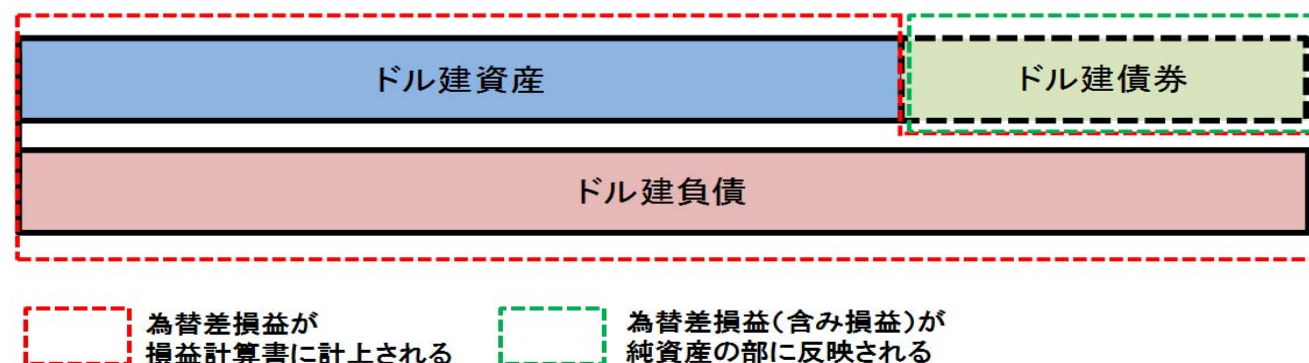 ドル建資産
ドル建債券
ドル建負債
為替差損益が
損益計算書に計上される
為替差損益(含み損益)が
純資産の部に反映される